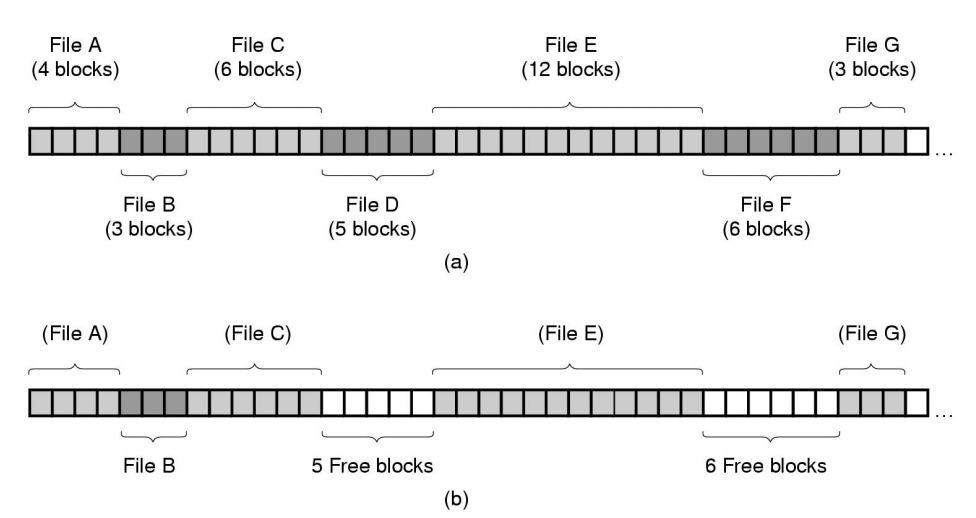 File A
(4 blocks)
File C
(6 blocks)
File E
(12 blocks)
File G
(3 blocks)
...
File B
(3 blocks)
File D
(5 blocks)
File F
(6 blocks)
(a)
(File A)
(File C)
(File E)
(File G)
...
File B
5 Free blocks
6 Free blocks
(b)